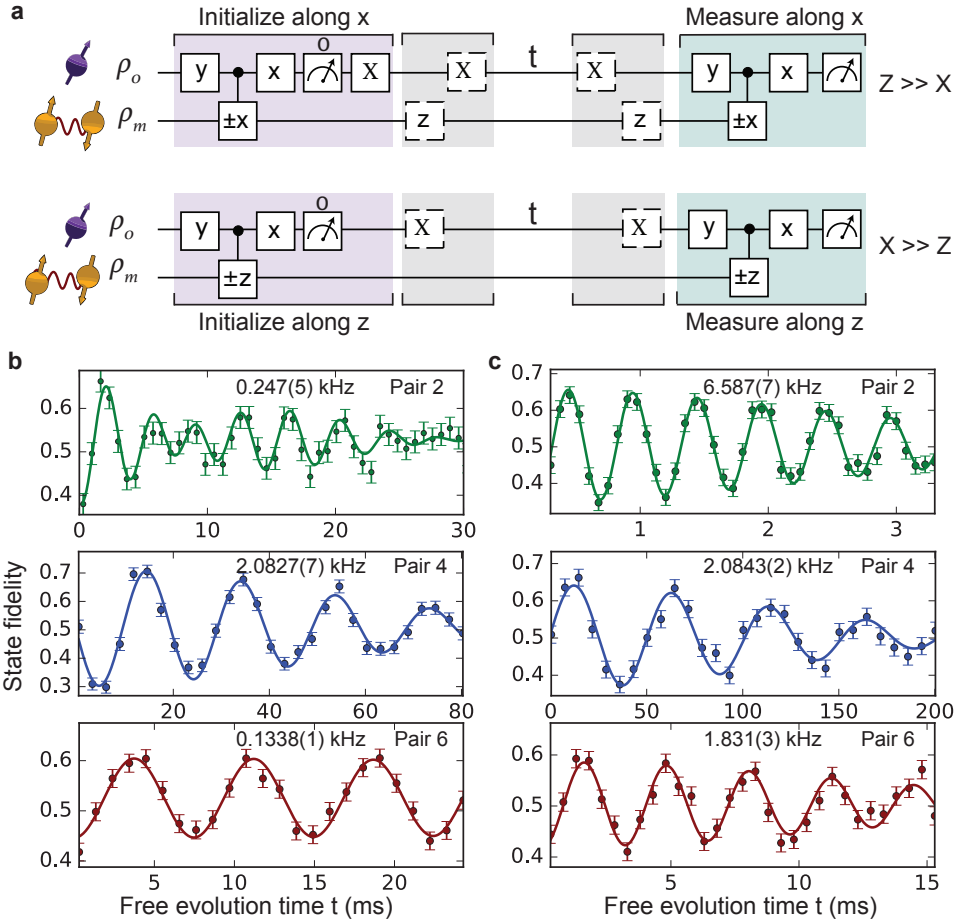 a
Initialize along x
Measure along x
ρo y x O X X t X y x Z >> X
ρm ±x z z ±x
ρo y x O X t X y x X >> Z
ρm ±z ±z
Initialize along z
Measure along z
b
0.247(5) kHz Pair 2
0.6
0.5
0.4
0 10 20 30
2.0827(7) kHz Pair 4
0.7
0.6
0.5
0.4
0.3
20 40 60 80
0.1338(1) kHz Pair 6
0.6
0.5
0.4
5 10 15 20
State fidelity
Free evolution time t (ms)
c
6.587(7) kHz Pair 2
0.7
0.6
0.5
0.4
1 2 3
2.0843(2) kHz Pair 4
0.7
0.6
0.5
0.4
0.3
0 50 100 150 200
1.831(3) kHz Pair 6
0.6
0.5
0.4
5 10 15
Free evolution time t (ms)